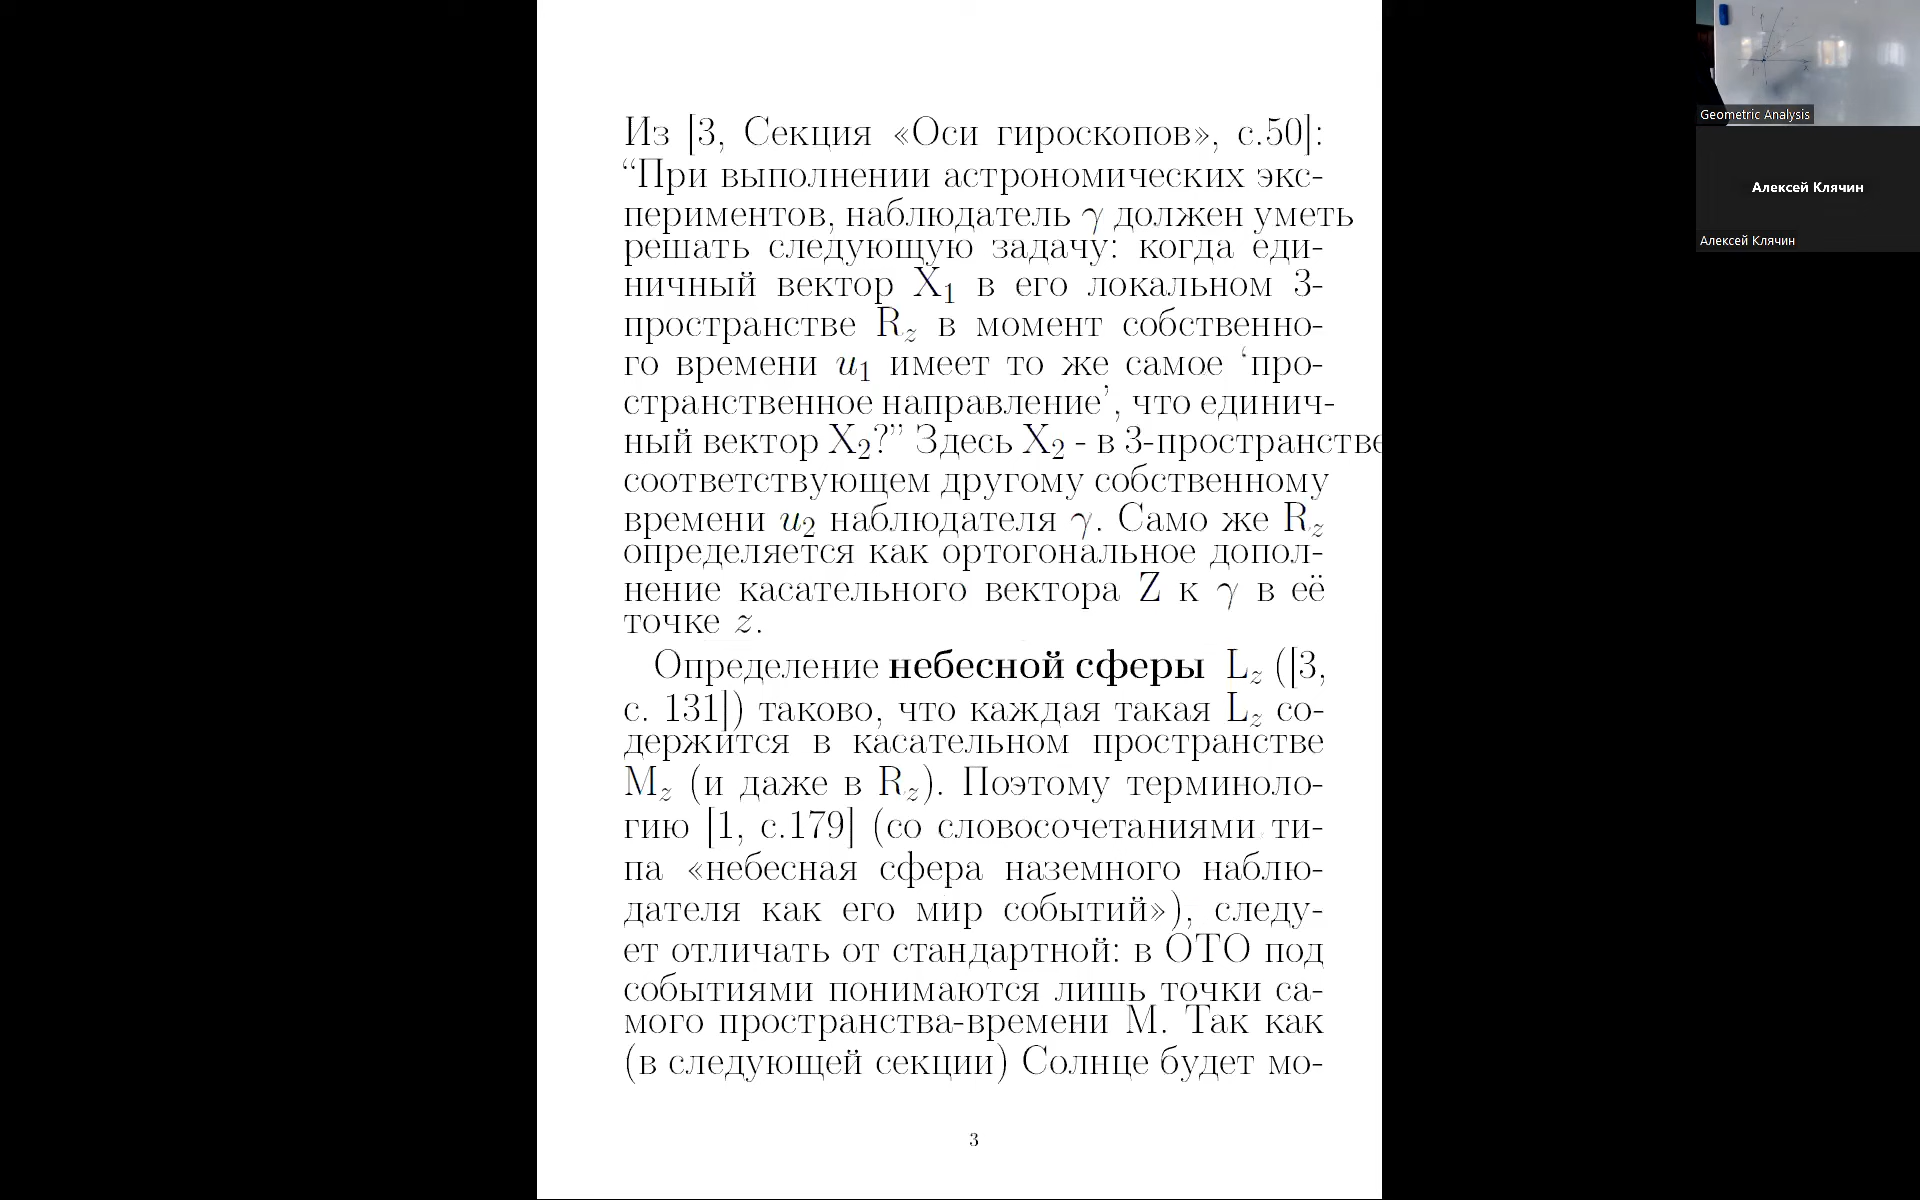 Из [3, Секция «Оси гироскопов», с.50]:
“При выполнении астрономических экс-
периментов, наблюдатель γ должен уметь
решать следующую задачу: когда еди-
ничный вектор X₁ в его локальном 3-
пространстве R𝓏 в момент собственно-
го времени u₁ имеет то же самое ‘про-
странственное направление’, что единич-
ный вектор X₂?” Здесь X₂ - в 3-пространстве
соответствующем другому собственному
времени u₂ наблюдателя γ. Само же R𝓏
определяется как ортогональное допол-
нение касательного вектора Z к γ в её
точке z.
Определение небесной сферы L𝓏 ([3,
с. 131]) таково, что каждая такая L𝓏 со-
держится в касательном пространстве
M𝓏 (и даже в R𝓏). Поэтому терминоло-
гию [1, с.179] (со словосочетаниями ти-
па «небесная сфера наземного наблю-
дателя как его мир событий»), следу-
ет отличать от стандартной: в ОТО под
событиями понимаются лишь точки са-
мого пространства-времени M. Так как
(в следующей секции) Солнце будет мо-
3
Geometric Analysis
Алексей Клячин
Алексей Клячин